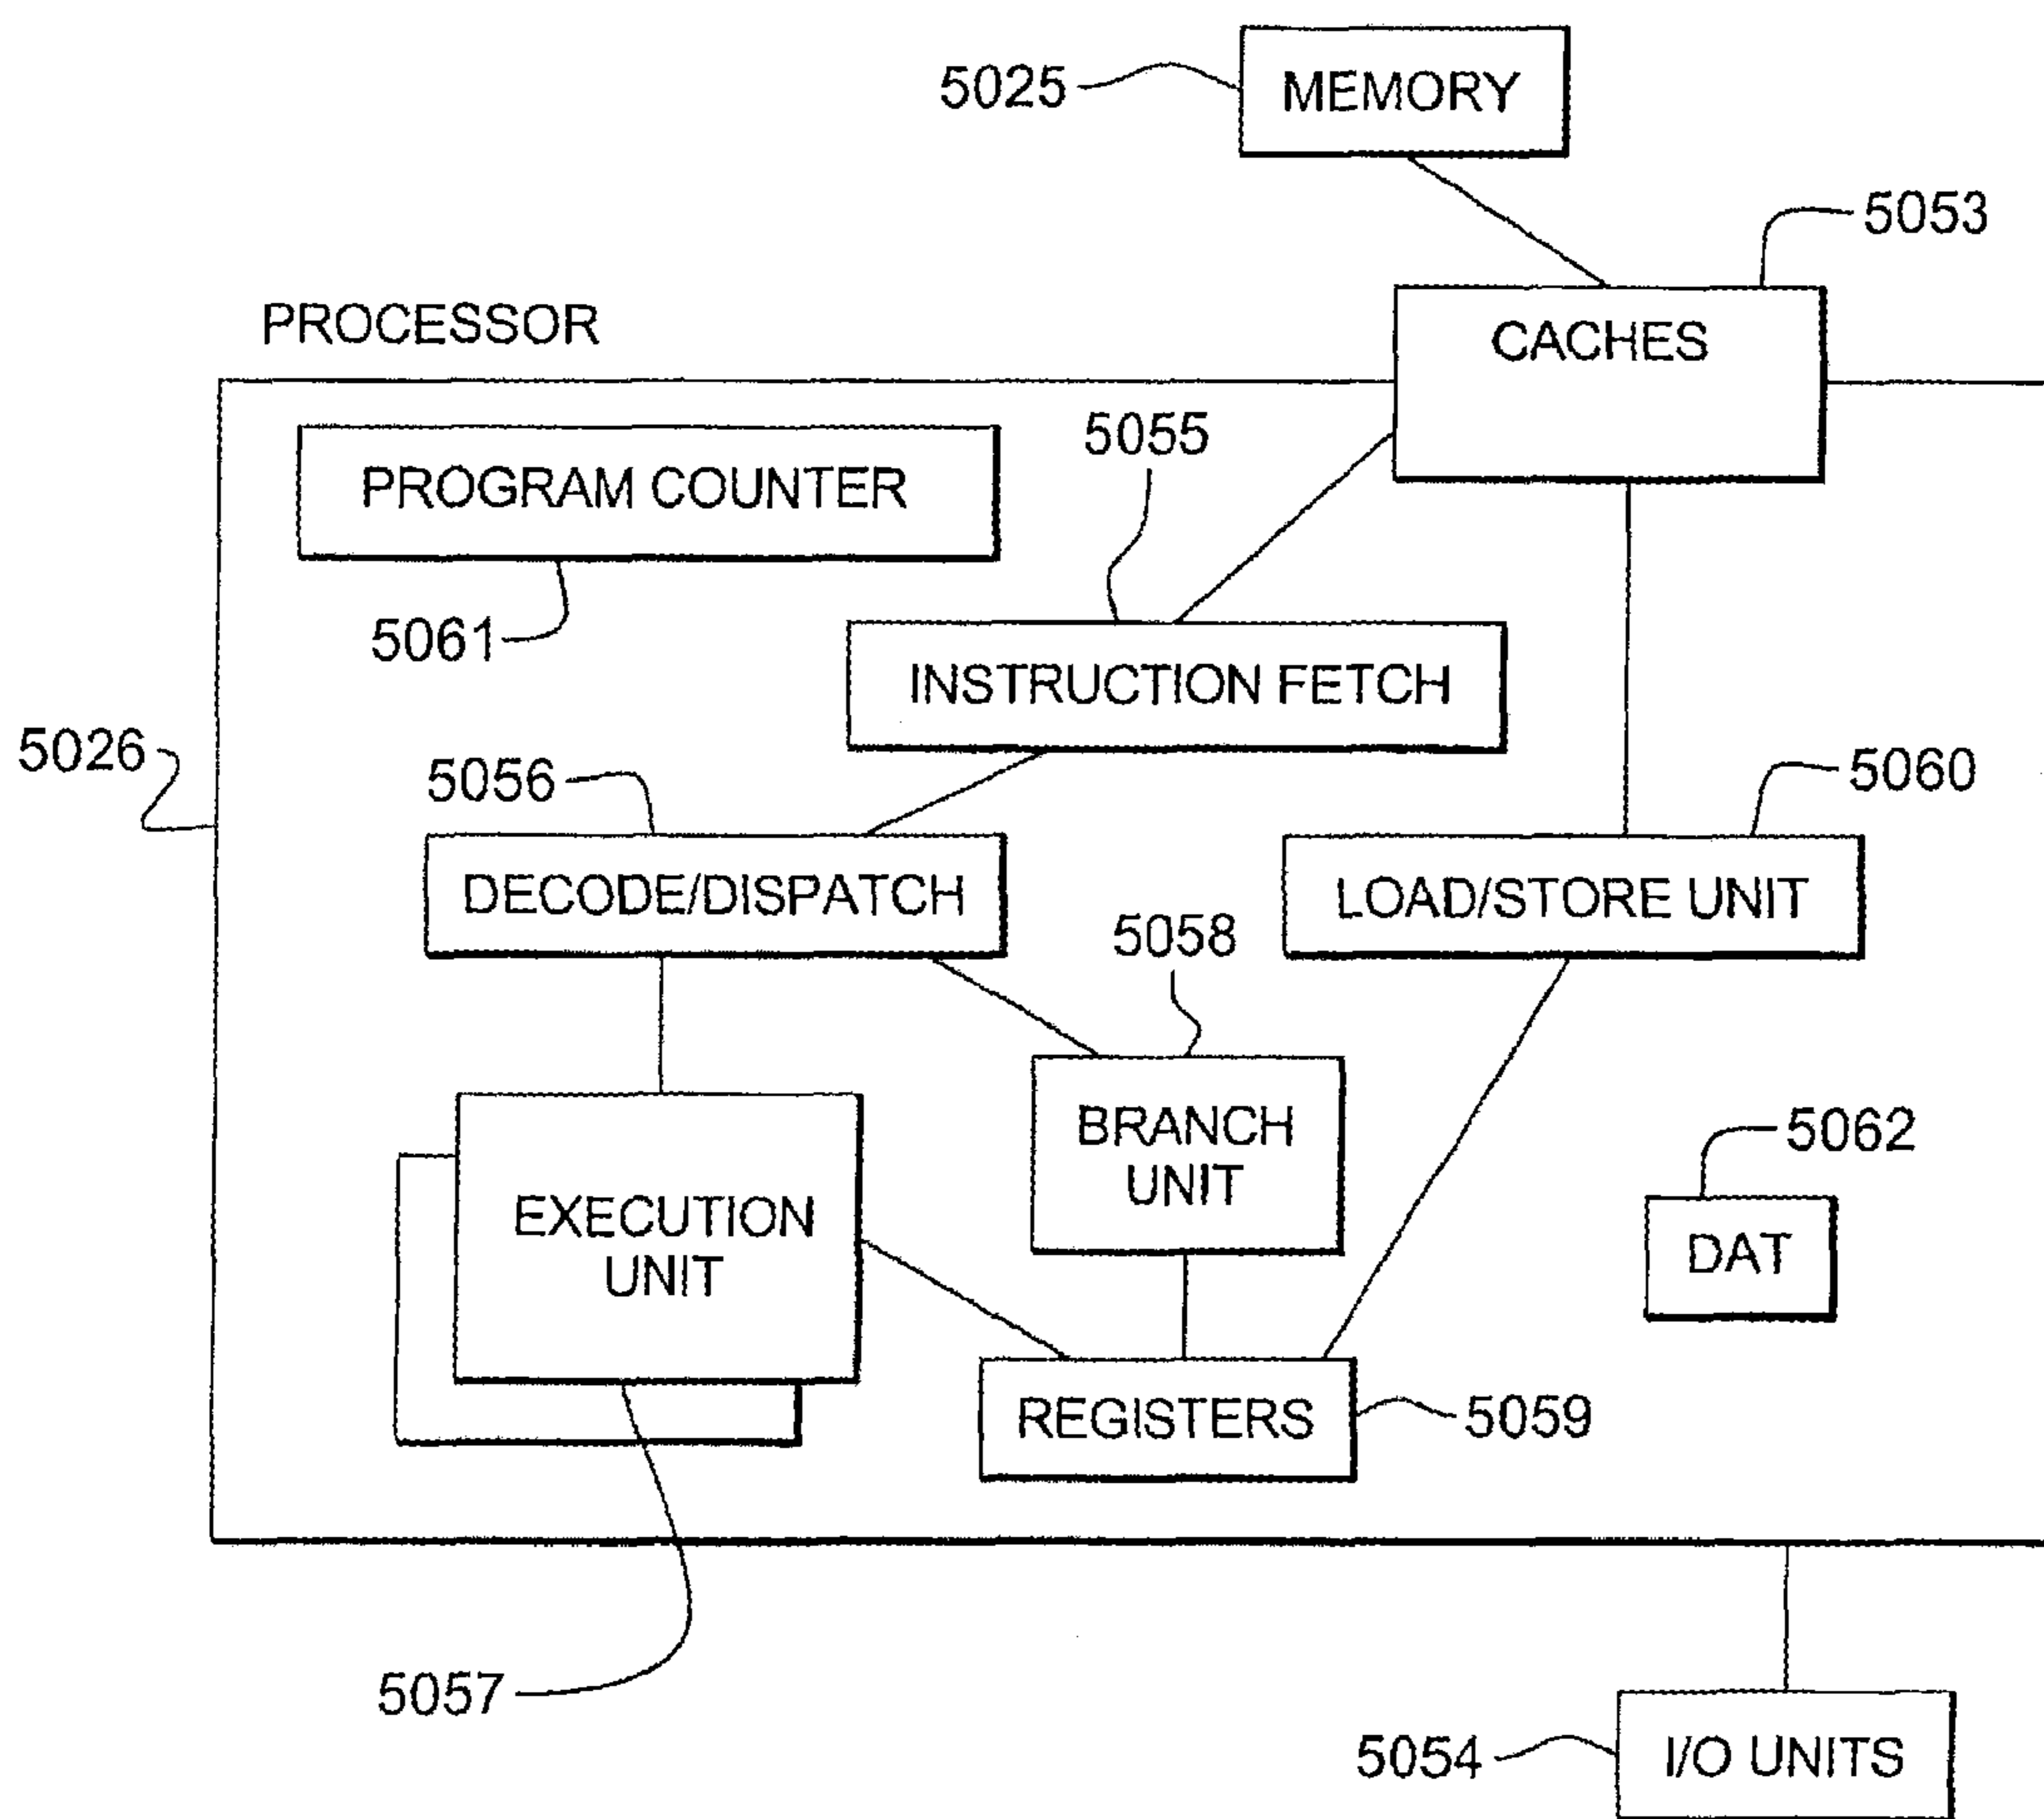 5025
MEMORY
5053
PROCESSOR
CACHES
5055
PROGRAM COUNTER
5061
INSTRUCTION FETCH
5026
5056
5060
DECODE/DISPATCH
LOAD/STORE UNIT
5058
BRANCH
UNIT
5062
EXECUTION
UNIT
DAT
REGISTERS
5059
5057
5054
I/O UNITS